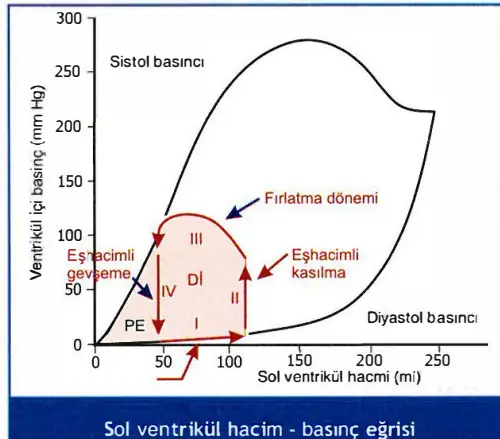 300
Sistol basıncı
250
200
150
Fırlatma dönemi
III
100
Eşhacimli
gevşeme
Eşhacimli
kasılma
Dİ
IV
II
50
PE
I
Diyastol basıncı
0
0 50 100 150 200 250
Sol ventrikül hacmi (ml)
Ventrikül içi basinç (mm Hg)
Sol ventrikül hacim - basınç eğrisi